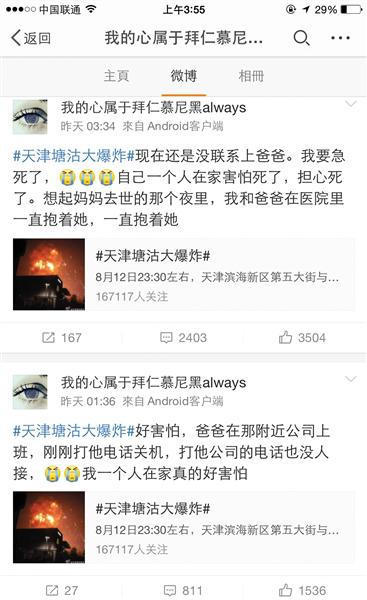 中国联通 上午3:55 29%
返回 我的心属于拜仁慕尼...
主頁 微博 相冊
我的心属于拜仁慕尼黑always
昨天 03:34 來自 Android客户端
#天津塘沽大爆炸#现在还是没联系上爸爸。我要急
死了，😭😭😭自己一个人在家害怕死了，担心死
了。想起妈妈去世的那个夜里，我和爸爸在医院里
一直抱着她，一直抱着她
#天津塘沽大爆炸#
8月12日23:30左右，天津滨海新区第五大街与...
167117人关注
167 2403 3504
我的心属于拜仁慕尼黑always
昨天 01:36 來自 Android客户端
#天津塘沽大爆炸#好害怕，爸爸在那附近公司上
班，刚刚打他电话关机，打他公司的电话也没人
接，😭😭我一个人在家真的好害怕
#天津塘沽大爆炸#
8月12日23:30左右，天津滨海新区第五大街与...
167117人关注
27 811 1536